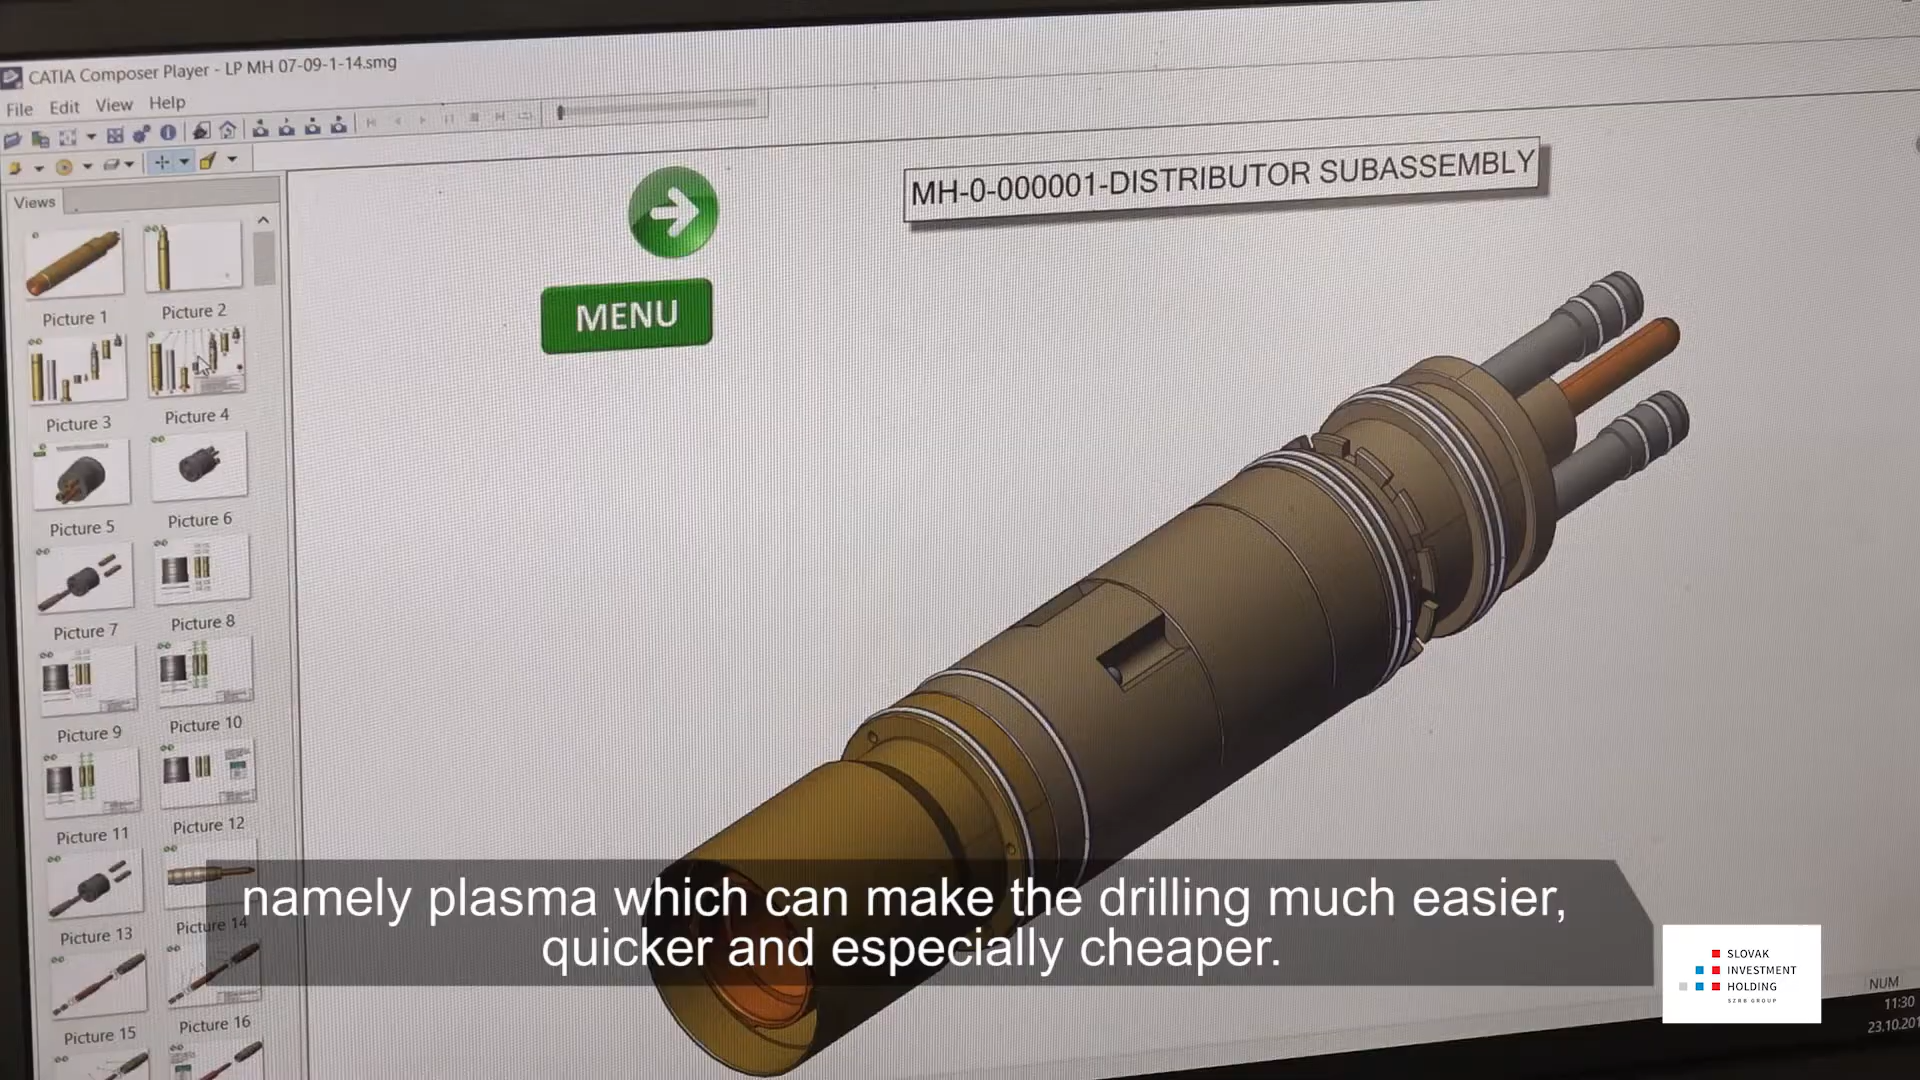 CATIA Composer Player - LP MH 07-09-1-14.smg
File Edit View Help
Views
MH-0-000001-DISTRIBUTOR SUBASSEMBLY
MENU
Picture 1
Picture 2
Picture 3
Picture 4
Picture 5
Picture 6
Picture 7
Picture 8
Picture 9
Picture 10
Picture 11
Picture 12
Picture 13
Picture 14
Picture 15
Picture 16
namely plasma which can make the drilling much easier,
quicker and especially cheaper.
SLOVAK
INVESTMENT
HOLDING
SZRB GROUP
NUM
11:30